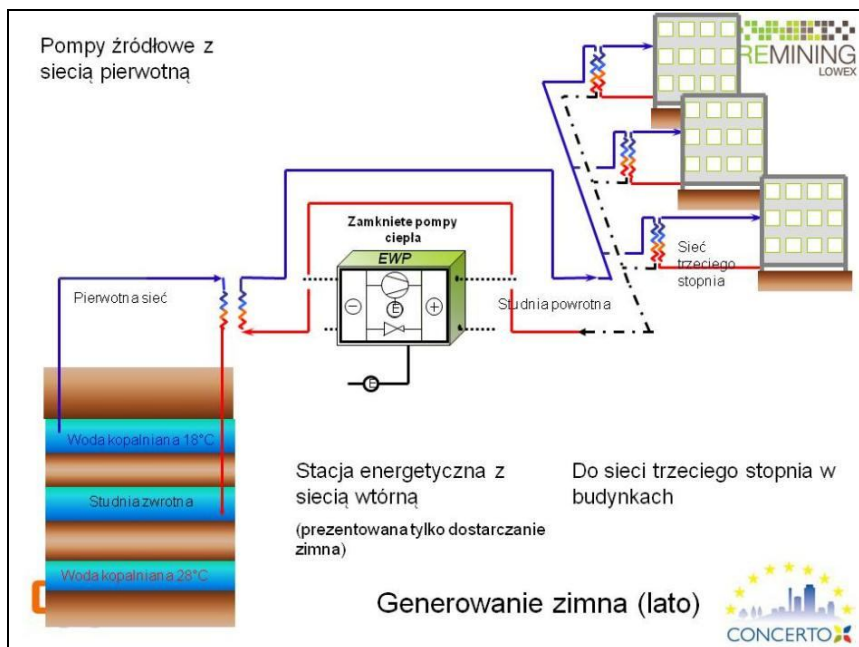 Pompy źródłowe z
siecią pierwotną
REMINING
LOWEX
Zamkniete pompy
ciepła
EWP
E
E
Pierwotna sieć
Studnia powrotna
Sieć
trzeciego
stopnia
Woda kopalniana 18°C
Studnia zwrotna
Woda kopalniana 28°C
Stacja energetyczna z
siecią wtórną
(prezentowana tylko dostarczanie
zimna)
Do sieci trzeciego stopnia w
budynkach
Generowanie zimna (lato)
CONCERTO